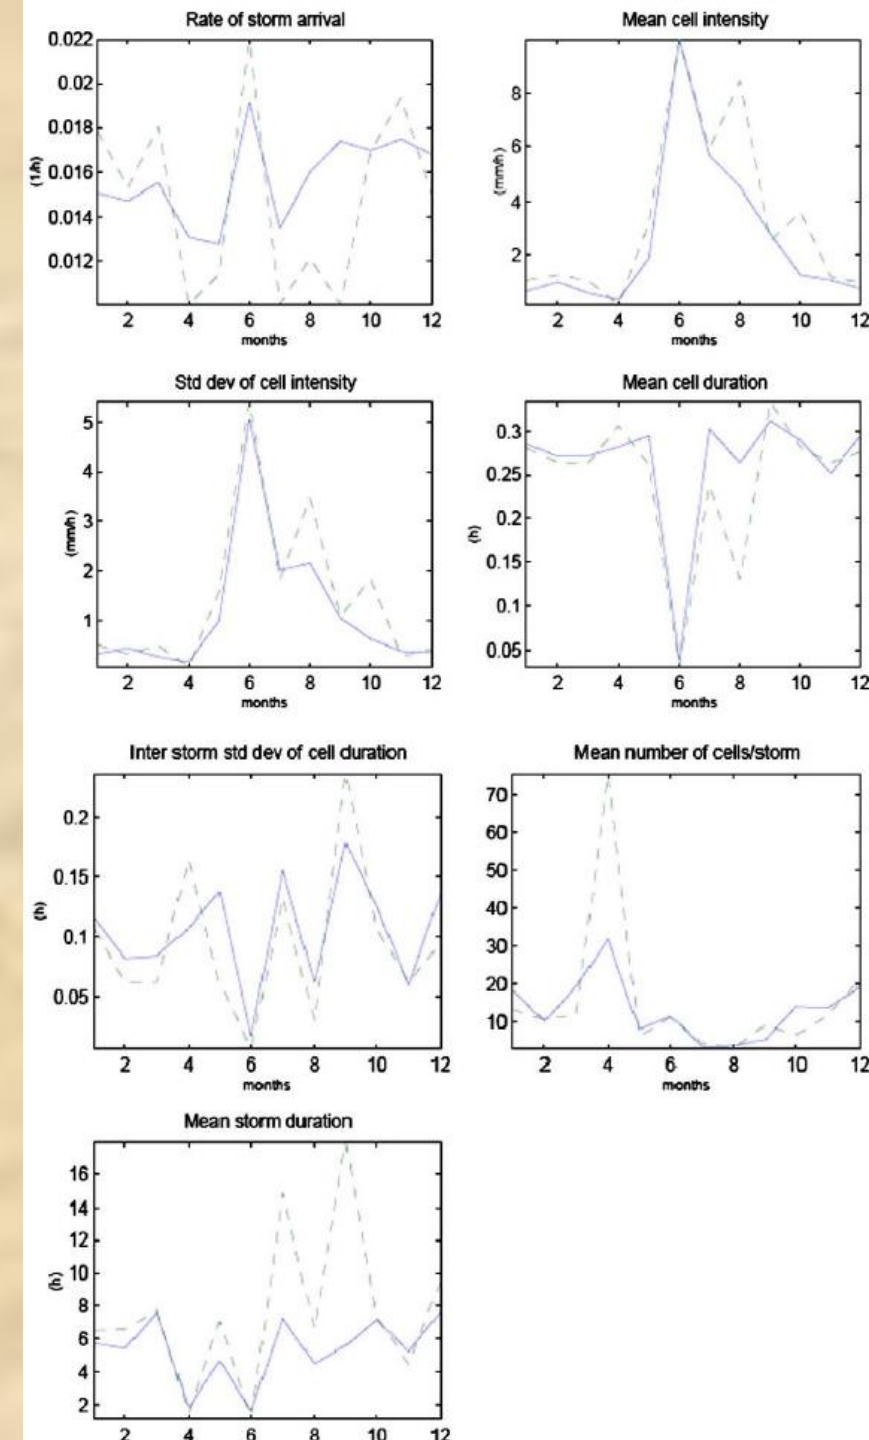 Rate of storm arrival
0.022
0.02
0.018
0.016
0.014
0.012
(1/h)
2 4 6 8 10 12
months
Mean cell intensity
8
6
4
2
(mm/h)
2 4 6 8 10 12
months
Std dev of cell intensity
5
4
3
2
1
(mm/h)
2 4 6 8 10 12
months
Mean cell duration
0.3
0.25
0.2
0.15
0.1
0.05
(h)
2 4 6 8 10 12
months
Inter storm std dev of cell duration
0.2
0.15
0.1
0.05
(h)
2 4 6 8 10 12
months
Mean number of cells/storm
70
60
50
40
30
20
10
2 4 6 8 10 12
months
Mean storm duration
16
14
12
10
8
6
4
2
(h)
2 4 6 8 10 12